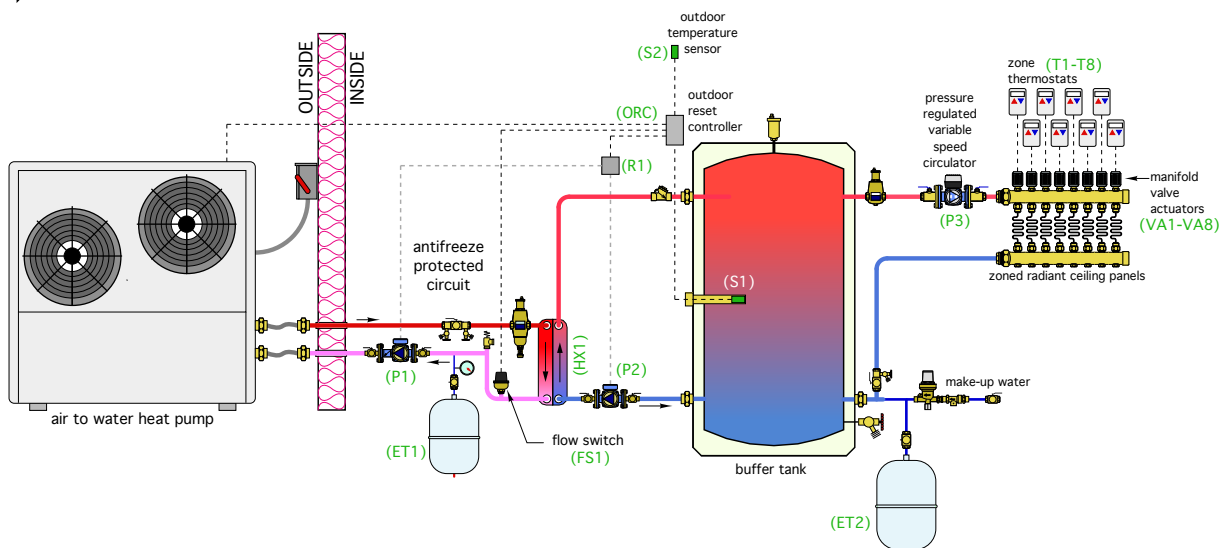 outdoor
temperature
sensor
(S2)
OUTSIDE
INSIDE
(ORC)
outdoor
reset
controller
(R1)
zone
thermostats
(T1-T8)
pressure
regulated
variable
speed
circulator
(P3)
manifold
valve
actuators
(VA1-VA8)
zoned radiant ceiling panels
antifreeze
protected
circuit
(S1)
(HX1)
(P1)
(P2)
air to water heat pump
(ET1)
flow switch
(FS1)
buffer tank
make-up water
(ET2)